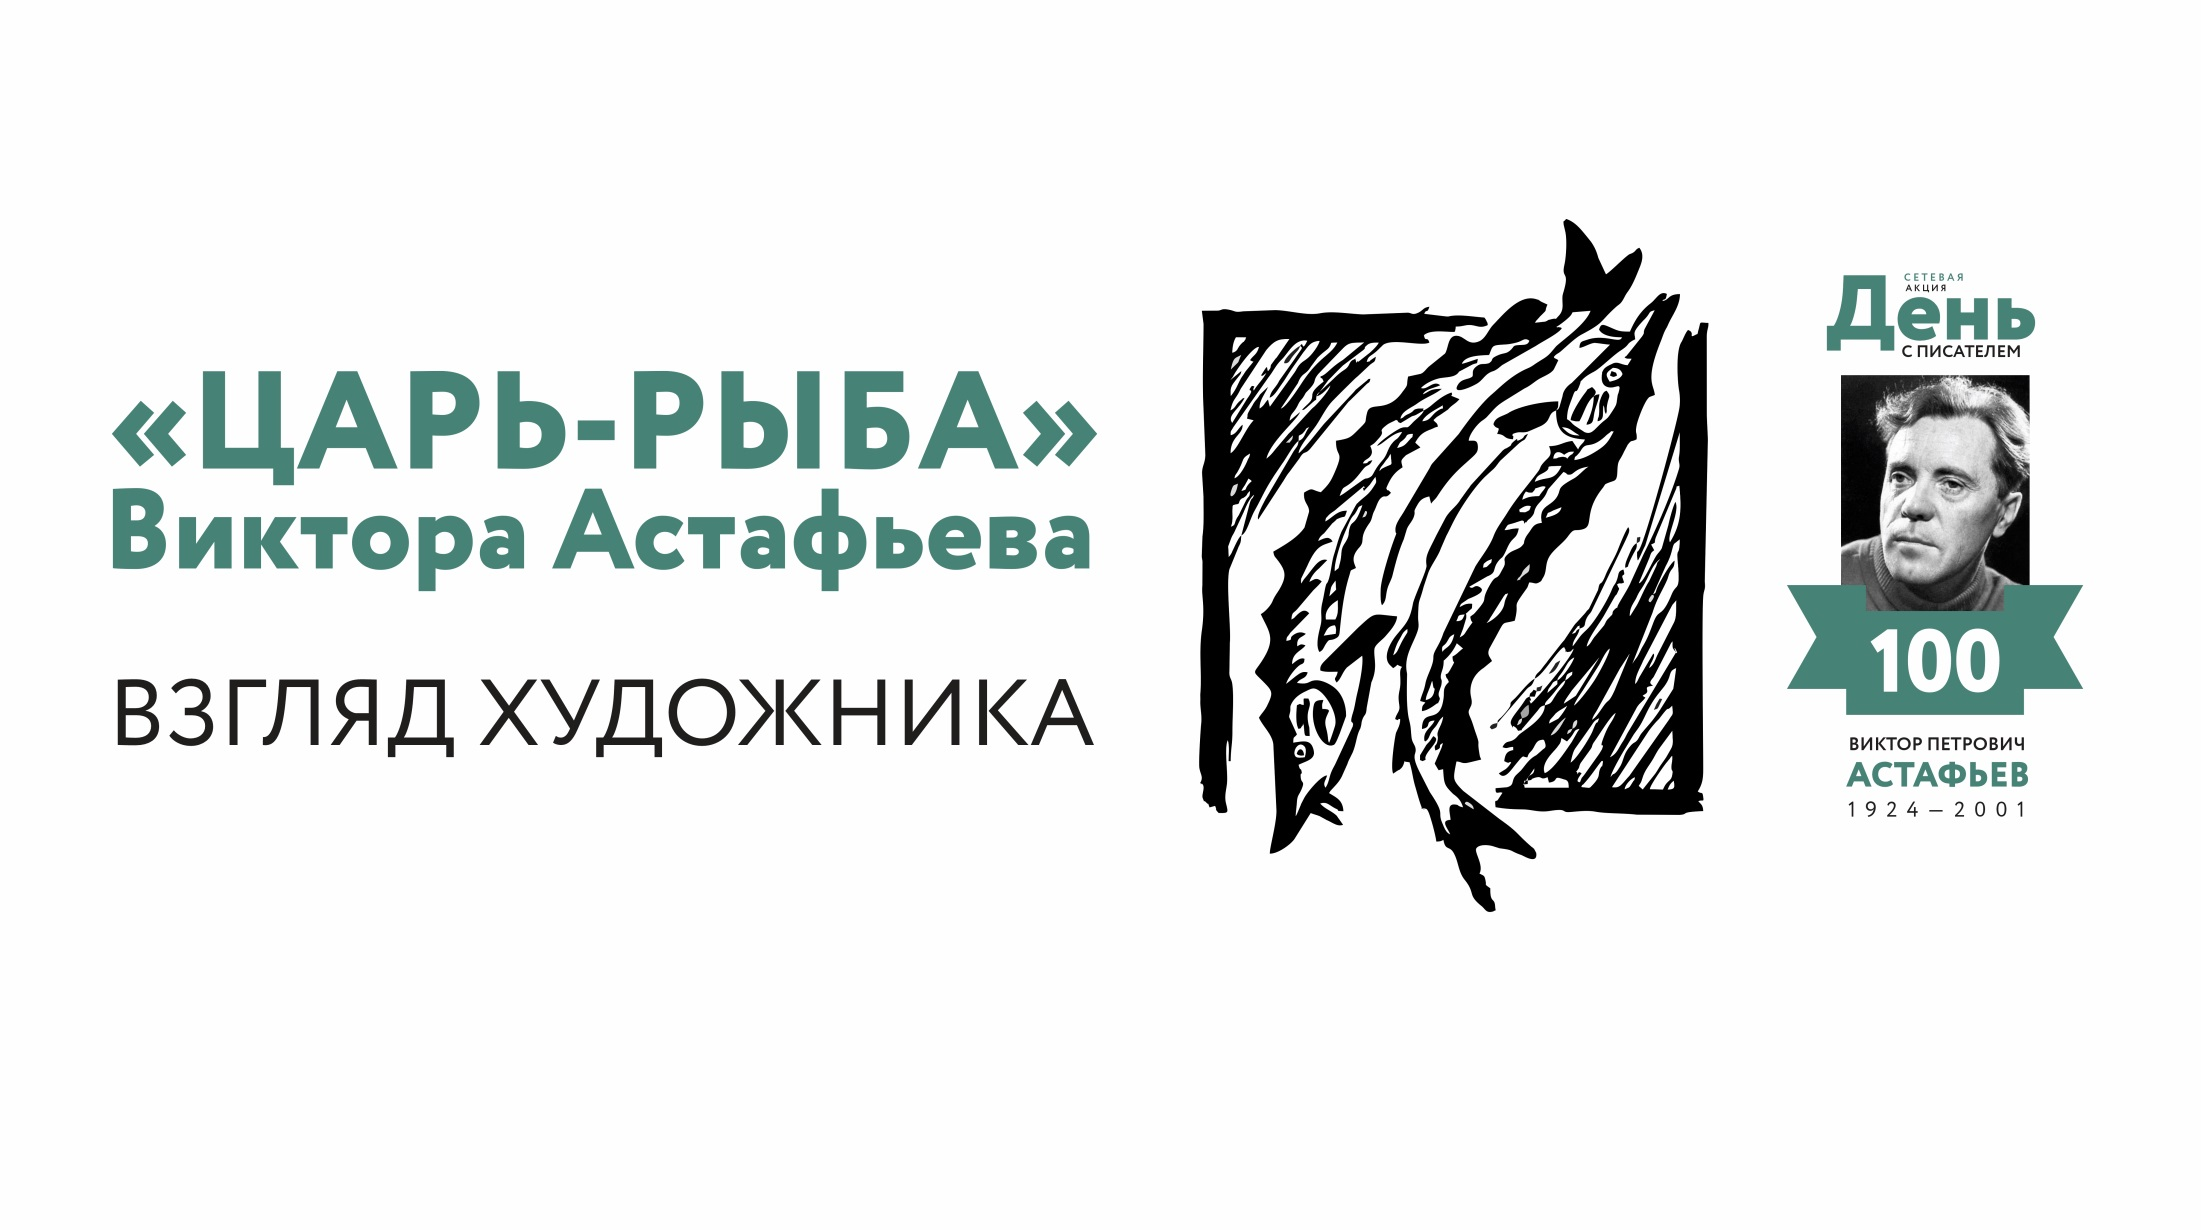 «ЦАРЬ-РЫБА»
Виктора Астафьева
ВЗГЛЯД ХУДОЖНИКА
СЕТЕВАЯ
АКЦИЯ
День
С ПИСАТЕЛЕМ
100
ВИКТОР ПЕТРОВИЧ
АСТАФЬЕВ
1924–2001